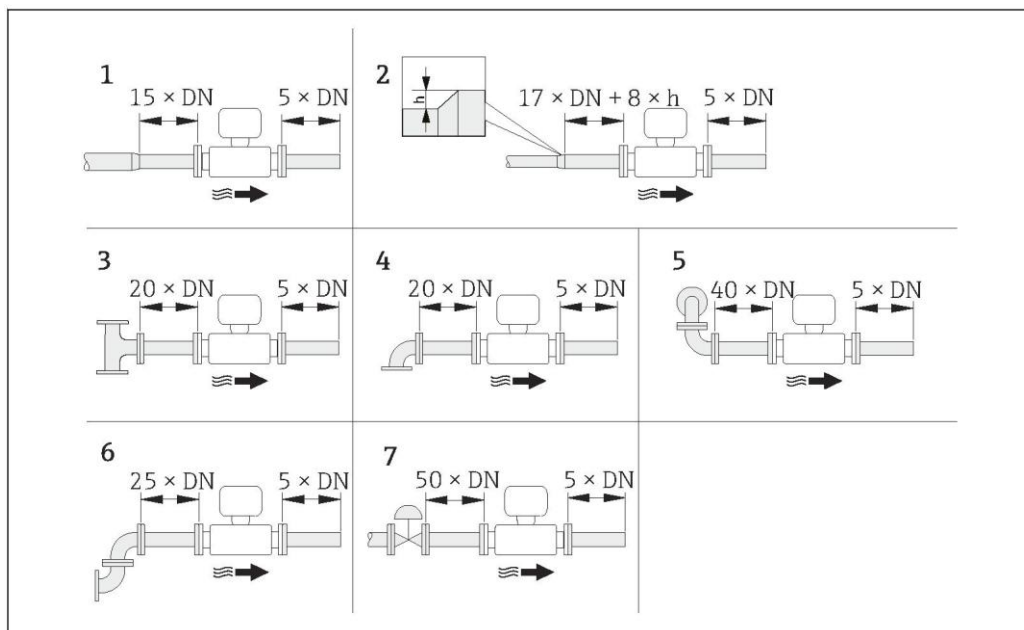 1
15 × DN 5 × DN
2
h
17 × DN + 8 × h 5 × DN
3
20 × DN 5 × DN
4
20 × DN 5 × DN
5
40 × DN 5 × DN
6
25 × DN 5 × DN
7
50 × DN 5 × DN